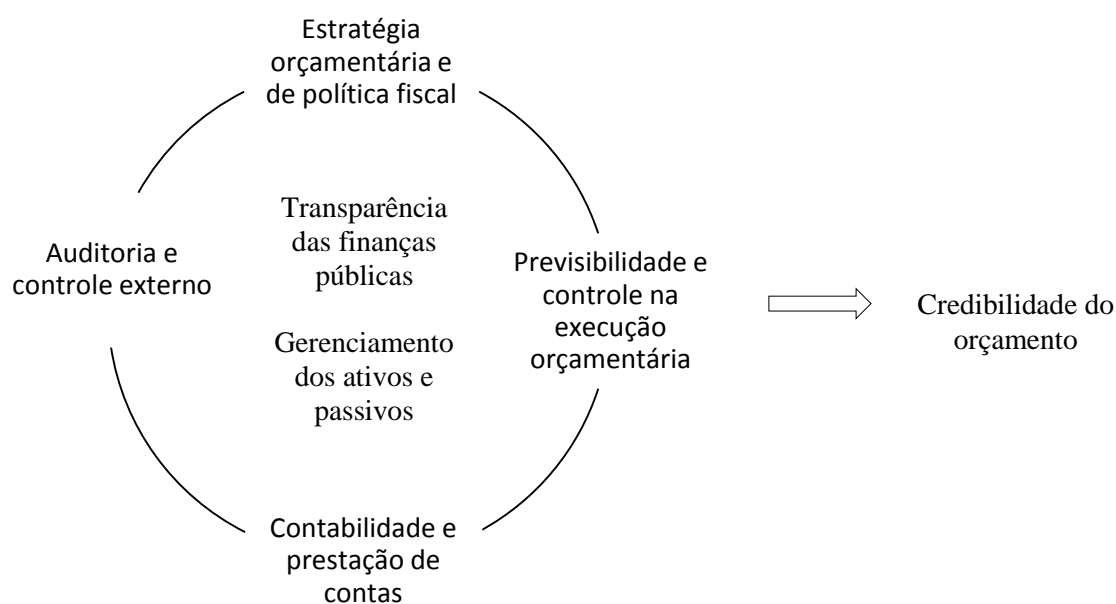 Estratégia
orçamentária e
de política fiscal
Transparência
das finanças
públicas
Auditoria e
controle externo
Previsibilidade e
controle na
execução
orçamentária
Credibilidade do
orçamento
Gerenciamento
dos ativos e
passivos
Contabilidade e
prestação de
contas